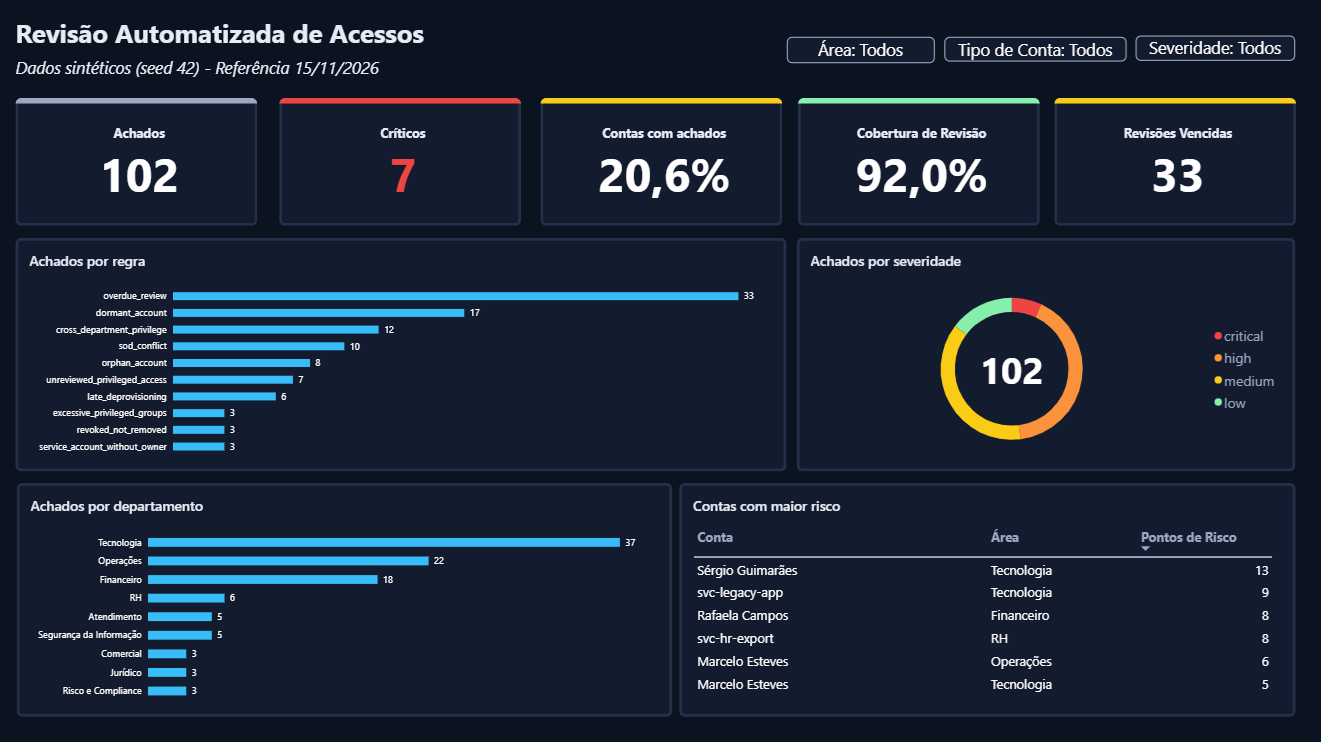 Revisão Automatizada de Acessos
Dados sintéticos (seed 42) - Referência 15/11/2026
Área: Todos
Tipo de Conta: Todos
Severidade: Todos
Achados
102
Críticos
7
Contas com achados
20,6%
Cobertura de Revisão
92,0%
Revisões Vencidas
33
Achados por regra
overdue_review 33
dormant_account 17
cross_department_privilege 12
sod_conflict 10
orphan_account 8
unreviewed_privileged_access 7
late_deprovisioning 6
excessive_privileged_groups 3
revoked_not_removed 3
service_account_without_owner 3
Achados por severidade
102
critical
high
medium
low
Achados por departamento
Tecnologia 37
Operações 22
Financeiro 18
RH 6
Atendimento 5
Segurança da Informação 5
Comercial 3
Jurídico 3
Risco e Compliance 3
Contas com maior risco
Conta Área Pontos de Risco
Sérgio Guimarães Tecnologia 13
svc-legacy-app Tecnologia 9
Rafaela Campos Financeiro 8
svc-hr-export RH 8
Marcelo Esteves Operações 6
Marcelo Esteves Tecnologia 5